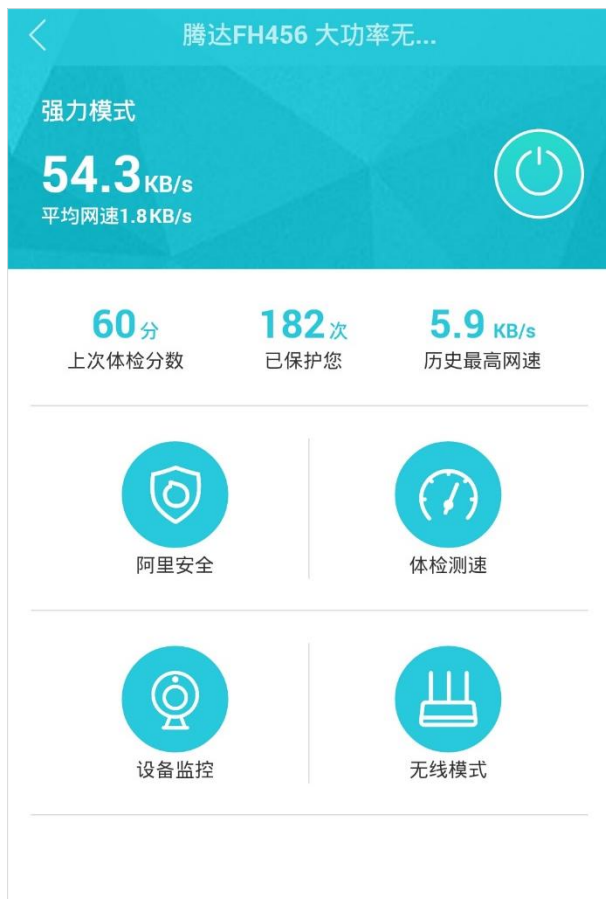 腾达FH456 大功率无...
强力模式
54.3KB/s
平均网速1.8KB/s
60分 182次 5.9 KB/s
上次体检分数 已保护您 历史最高网速
阿里安全 体检测速
设备监控 无线模式